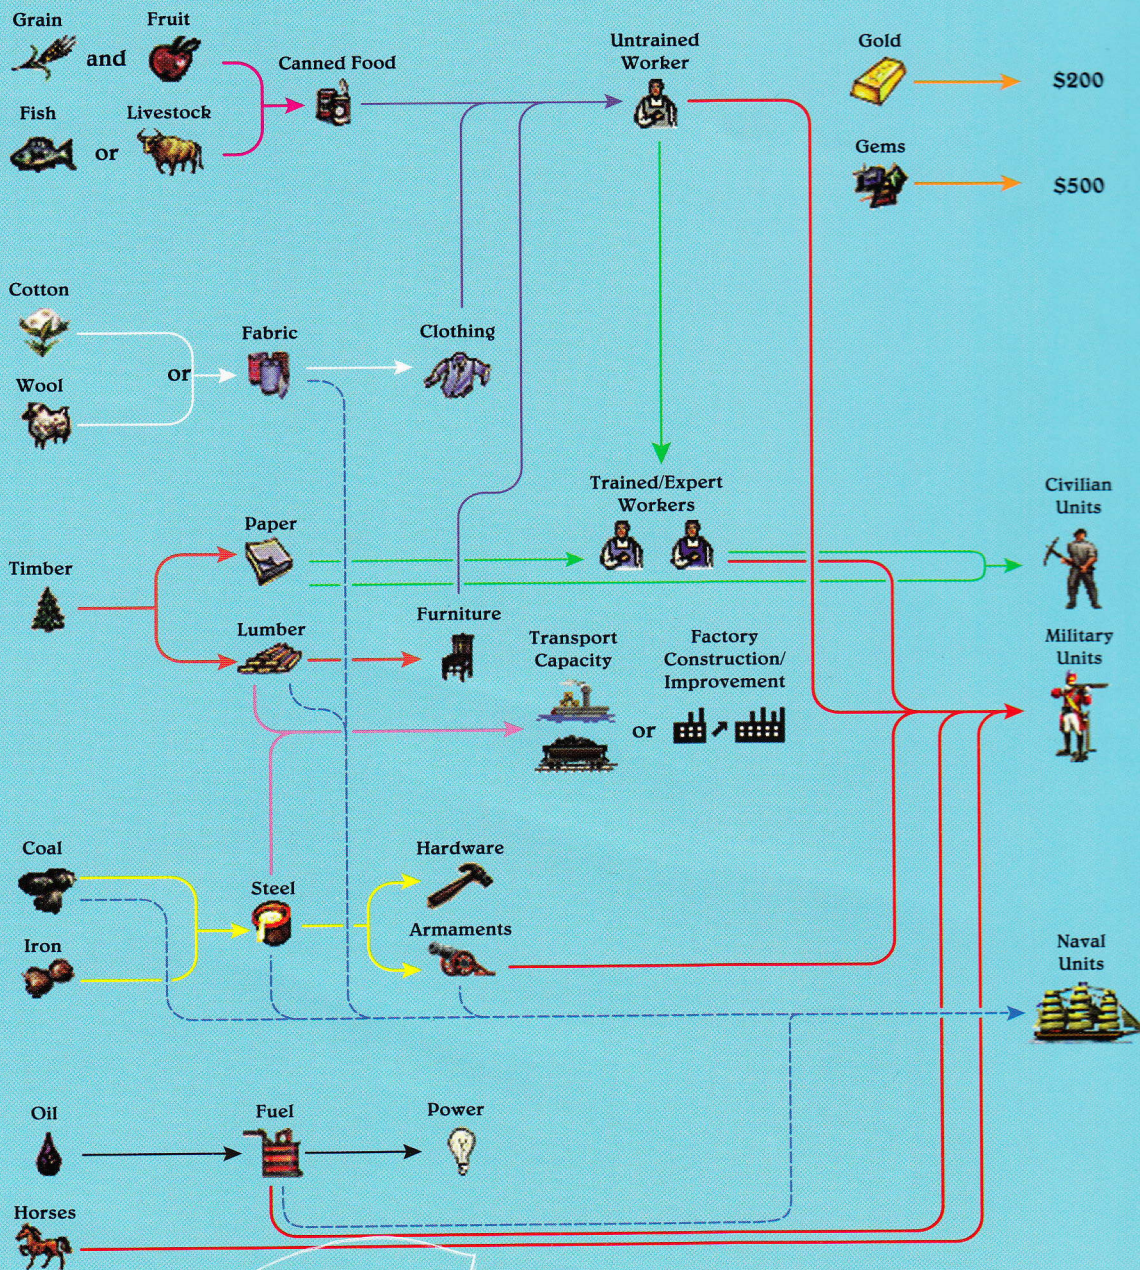 Grain
and
Fruit
Fish
or
Livestock
Canned Food
Untrained
Worker
Gold
$200
Gems
$500
Cotton
Wool
or
Fabric
Clothing
Trained/Expert
Workers
Civilian
Units
Timber
Paper
Lumber
Furniture
Transport
Capacity
or
Factory
Construction/
Improvement
Military
Units
Coal
Iron
Steel
Hardware
Armaments
Naval
Units
Oil
Fuel
Power
Horses